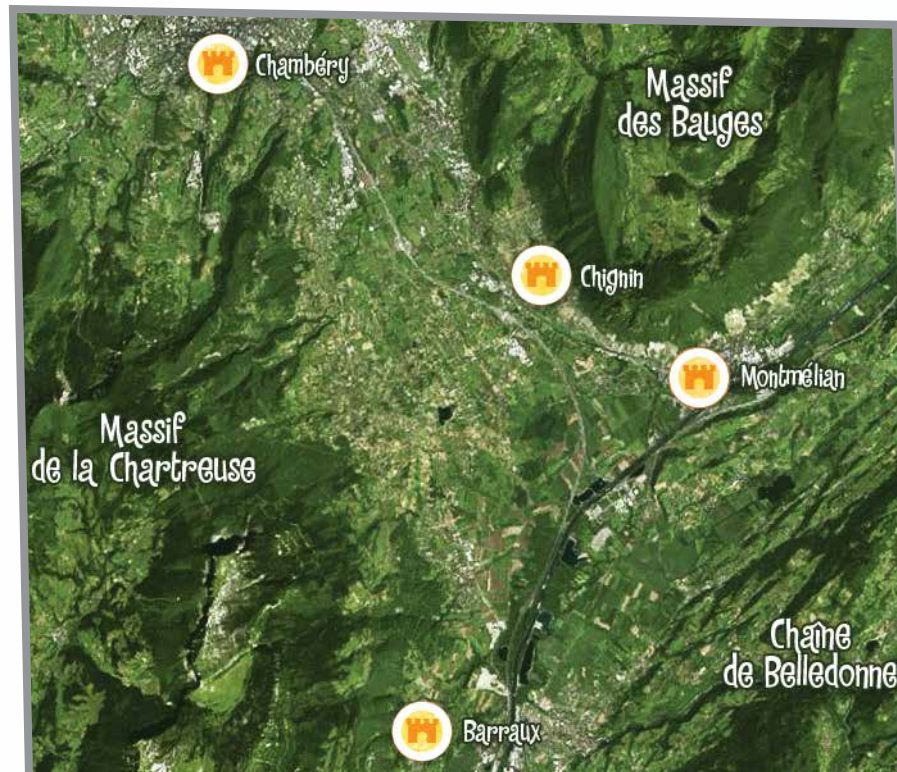 Chambéry
Massif
des Bauges
Chignin
Montmélian
Massif
de la Chartreuse
Chaîne
de Belledonne
Barraux